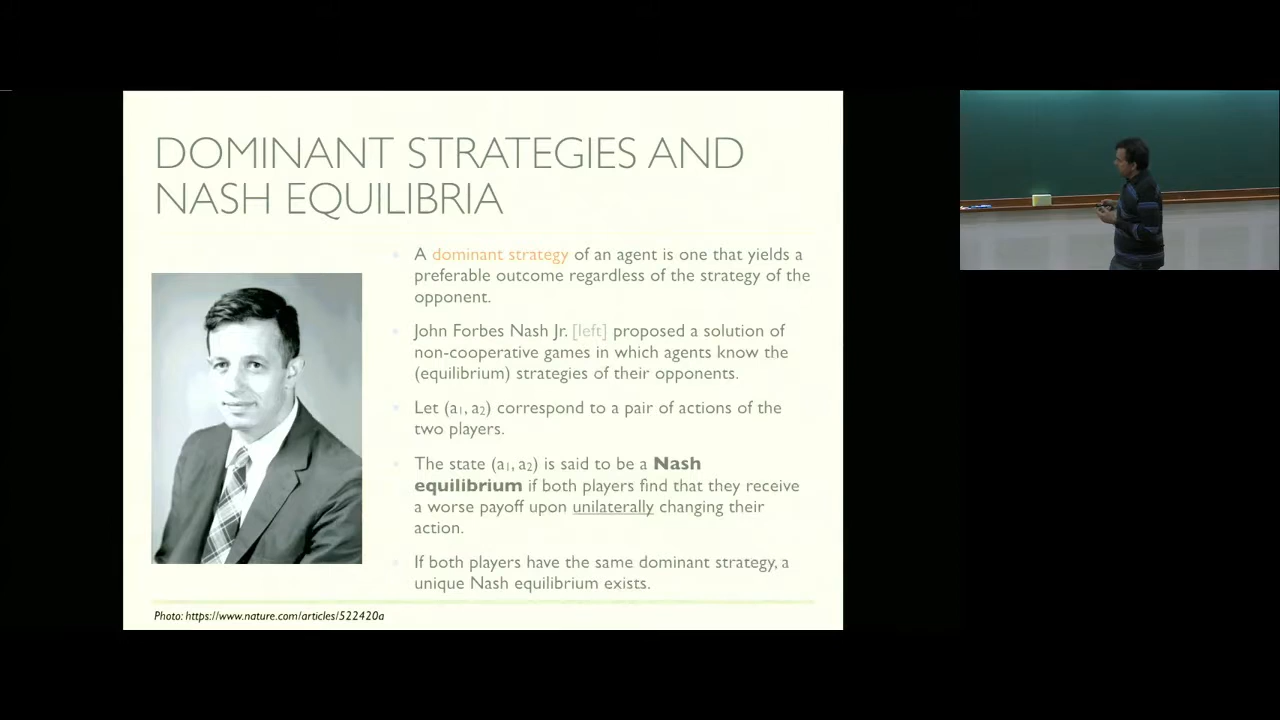 DOMINANT STRATEGIES AND
NASH EQUILIBRIA
A dominant strategy of an agent is one that yields a
preferable outcome regardless of the strategy of the
opponent.
John Forbes Nash Jr. [left] proposed a solution of
non-cooperative games in which agents know the
(equilibrium) strategies of their opponents.
Let (a₁, a₂) correspond to a pair of actions of the
two players.
The state (a₁, a₂) is said to be a Nash
equilibrium if both players find that they receive
a worse payoff upon unilaterally changing their
action.
If both players have the same dominant strategy, a
unique Nash equilibrium exists.
Photo: https://www.nature.com/articles/522420a